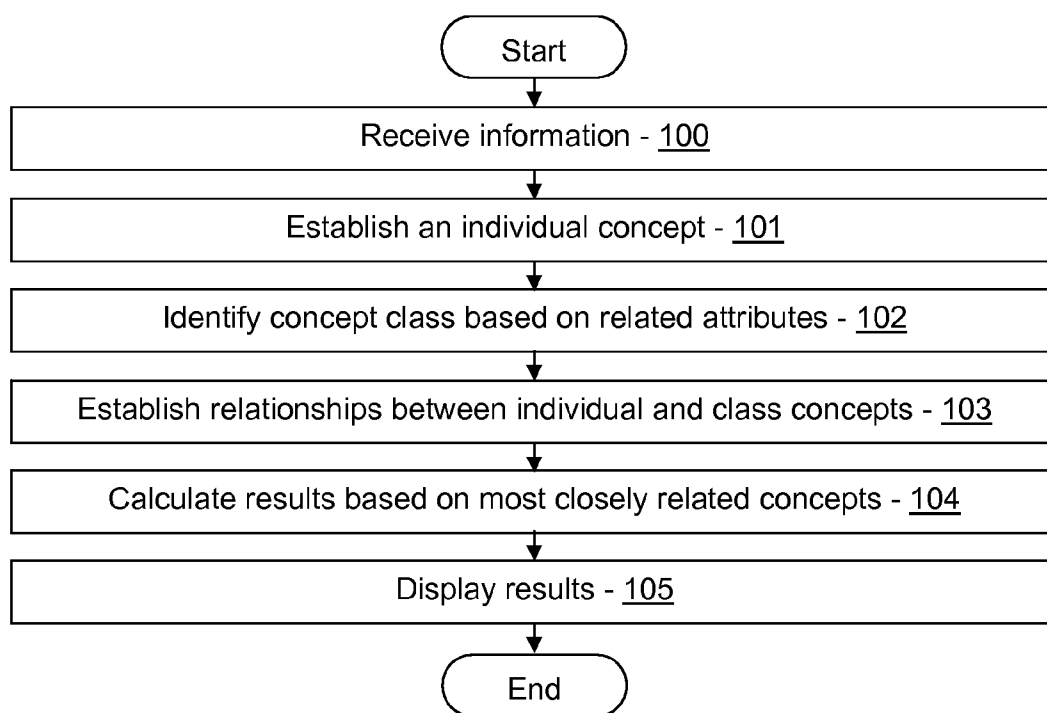 Start
Receive information - 100
Establish an individual concept - 101
Identify concept class based on related attributes - 102
Establish relationships between individual and class concepts - 103
Calculate results based on most closely related concepts - 104
Display results - 105
End